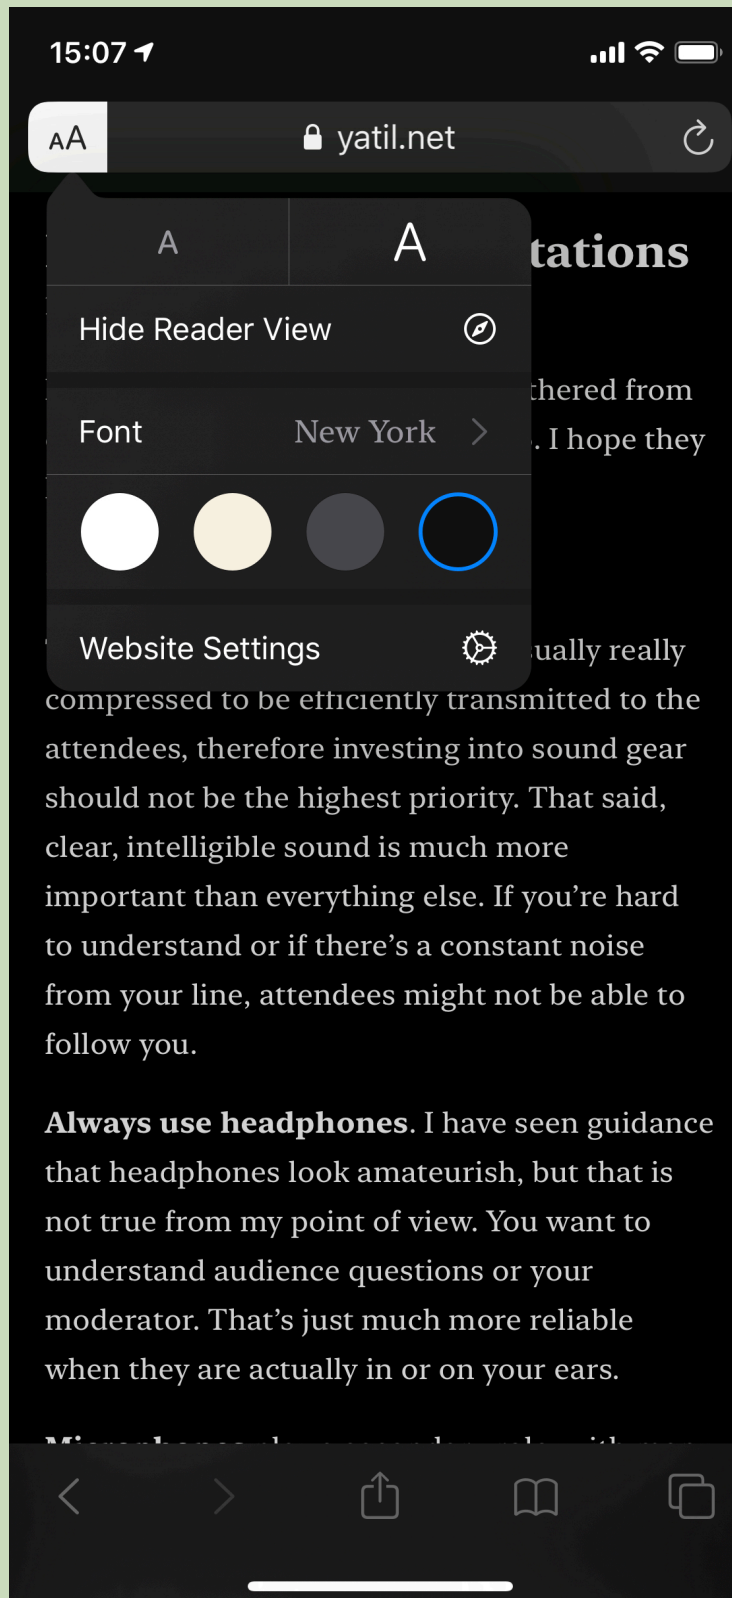 15:07
AA yatil.net
A A
tations
Hide Reader View
thered from
Font New York
. I hope they
Website Settings
ually really
compressed to be efficiently transmitted to the
attendees, therefore investing into sound gear
should not be the highest priority. That said,
clear, intelligible sound is much more
important than everything else. If you’re hard
to understand or if there’s a constant noise
from your line, attendees might not be able to
follow you.
Always use headphones. I have seen guidance
that headphones look amateurish, but that is
not true from my point of view. You want to
understand audience questions or your
moderator. That’s just much more reliable
when they are actually in or on your ears.